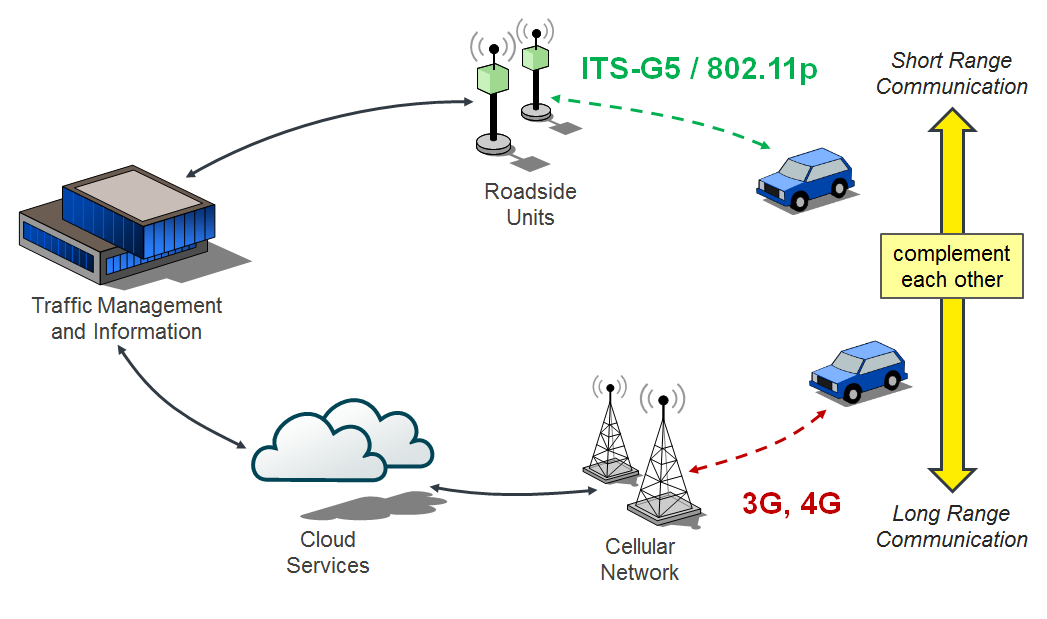 ITS-G5 / 802.11p
Short Range
Communication
Roadside
Units
complement
each other
Traffic Management
and Information
3G, 4G
Long Range
Communication
Cloud
Services
Cellular
Network